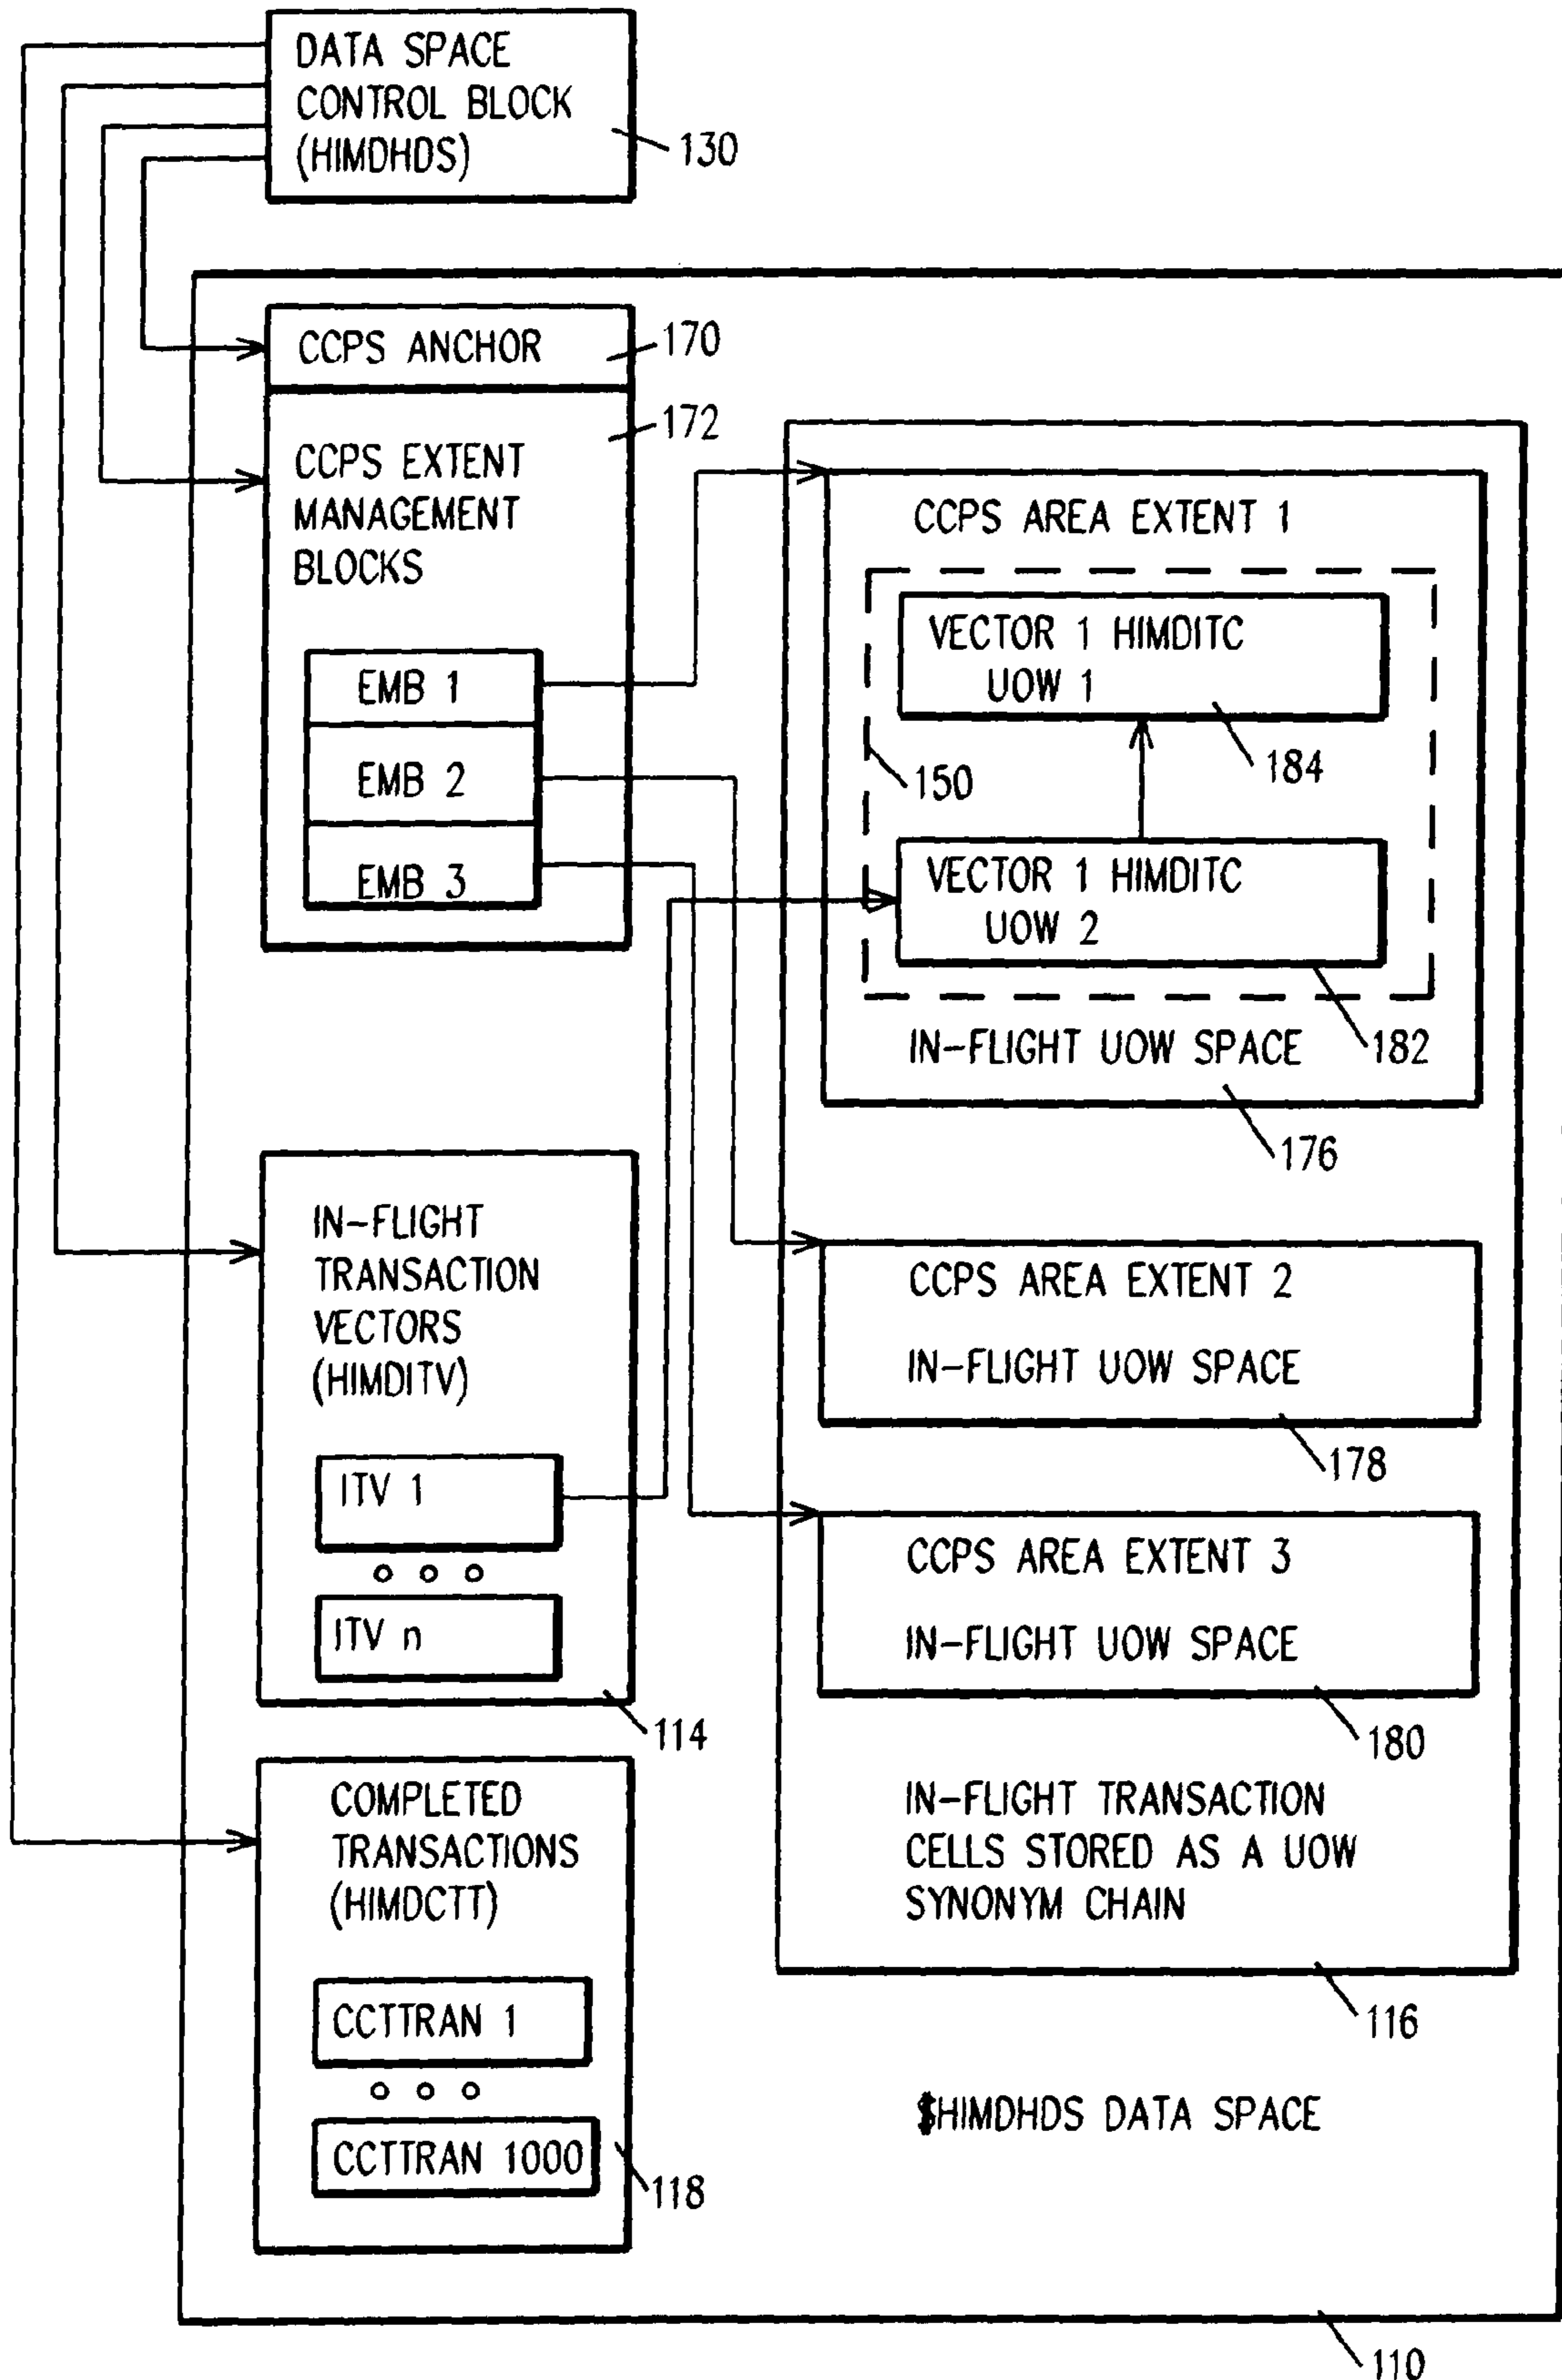 DATA SPACE
CONTROL BLOCK
(HIMDHDS)
130
CCPS ANCHOR
170
CCPS EXTENT
MANAGEMENT
BLOCKS
172
EMB 1
EMB 2
EMB 3
CCPS AREA EXTENT 1
VECTOR 1 HIMDITC
UOW 1
184
150
VECTOR 1 HIMDITC
UOW 2
182
IN-FLIGHT UOW SPACE
176
IN-FLIGHT
TRANSACTION
VECTORS
(HIMDITV)
ITV 1
ITV n
114
CCPS AREA EXTENT 2
IN-FLIGHT UOW SPACE
178
CCPS AREA EXTENT 3
IN-FLIGHT UOW SPACE
180
IN-FLIGHT TRANSACTION
CELLS STORED AS A UOW
SYNONYM CHAIN
116
COMPLETED
TRANSACTIONS
(HIMDCTT)
CCTTRAN 1
CCTTRAN 1000
118
$HIMDHDS DATA SPACE
110